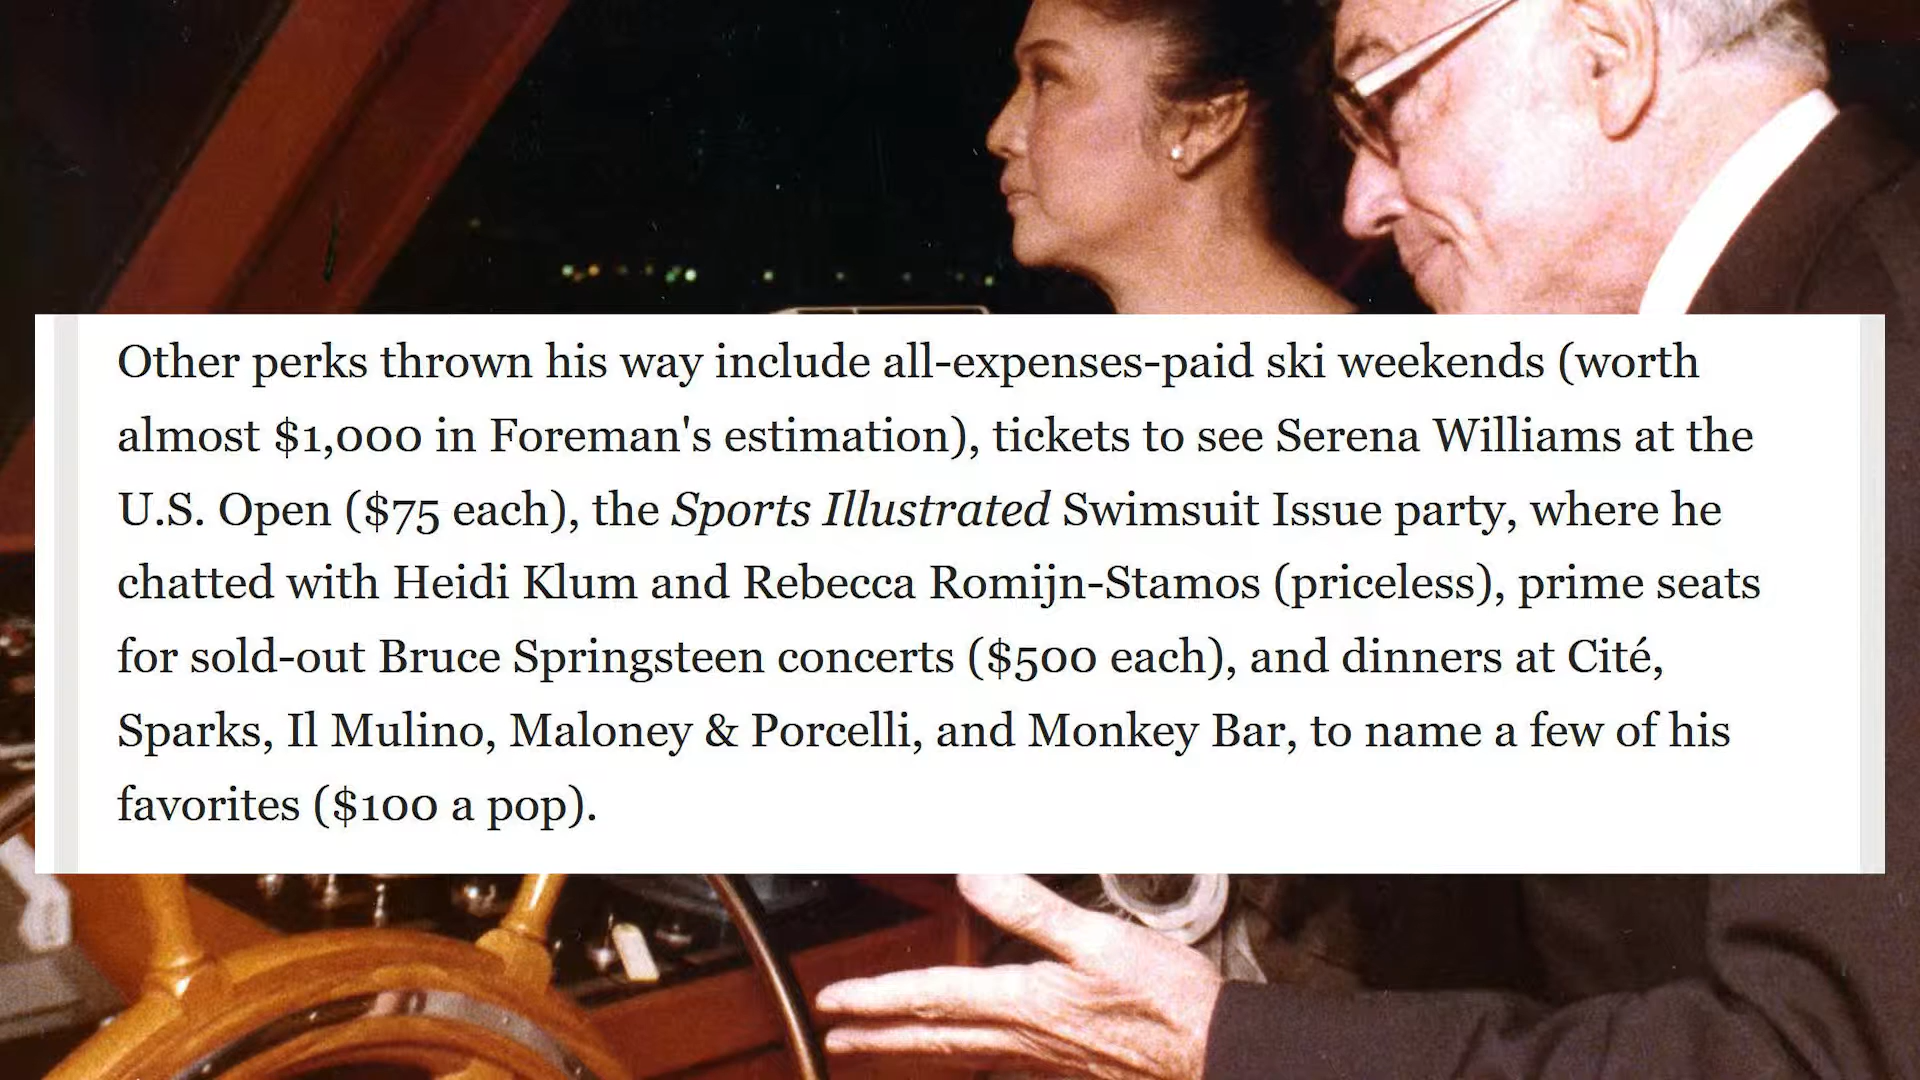 Other perks thrown his way include all-expenses-paid ski weekends (worth
almost $1,000 in Foreman's estimation), tickets to see Serena Williams at the
U.S. Open ($75 each), the Sports Illustrated Swimsuit Issue party, where he
chatted with Heidi Klum and Rebecca Romijn-Stamos (priceless), prime seats
for sold-out Bruce Springsteen concerts ($500 each), and dinners at Cité,
Sparks, Il Mulino, Maloney & Porcelli, and Monkey Bar, to name a few of his
favorites ($100 a pop).